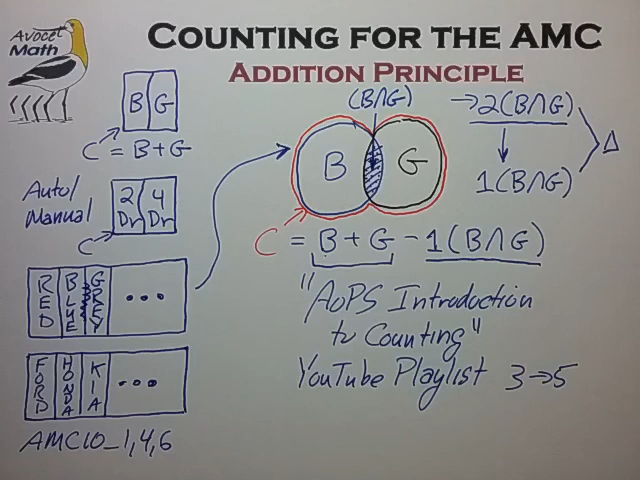 Avocet
Math
COUNTING FOR THE AMC
ADDITION PRINCIPLE
B G
C = B+G
Auto/
Manual
2 Dr 4 Dr
C
RED BLUE GREY ...
FORD HONDA KIA ...
AMC10_1,4,6
(B∩G)
B G
→2(B∩G)
↓
1(B∩G)
Δ
C = B+G - 1(B∩G)
"AoPS Introduction
to Counting"
YouTube Playlist 3→5